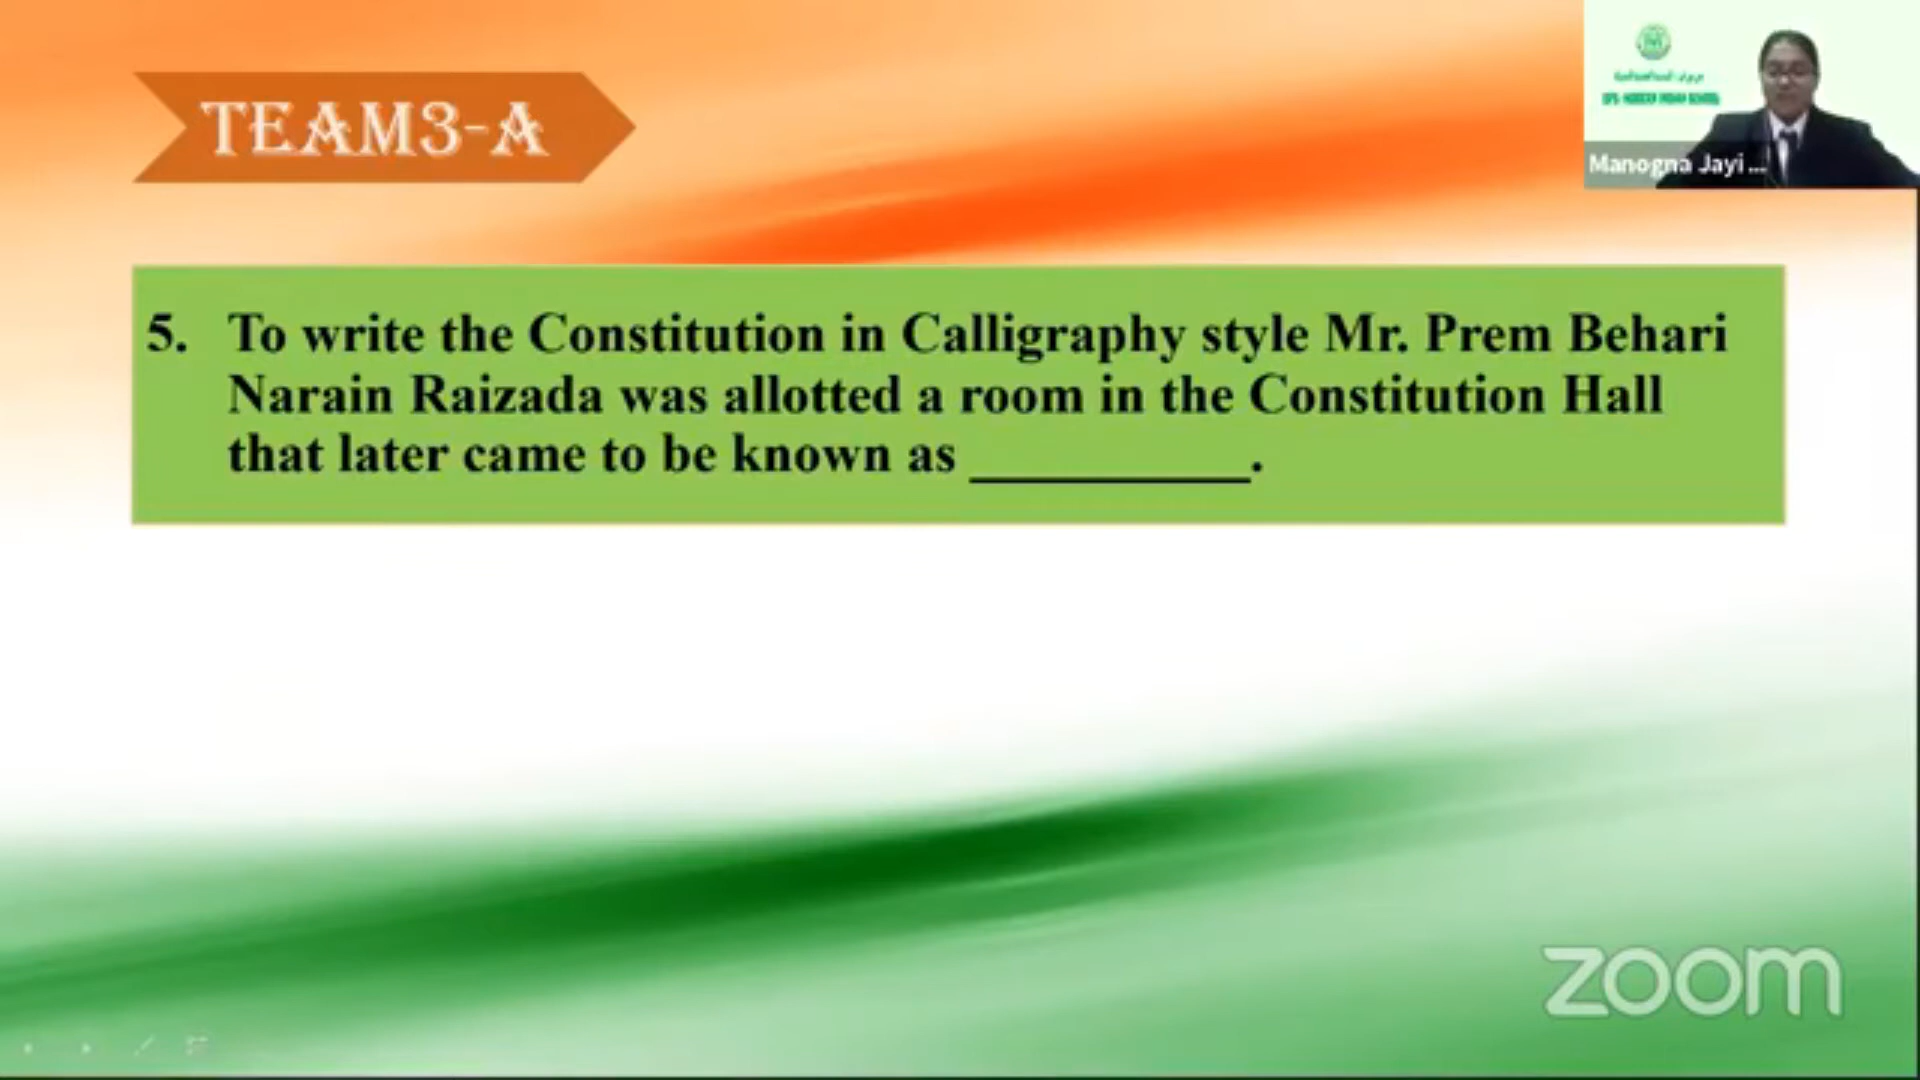 TEAM3-A
Manogna Jayi...
5. To write the Constitution in Calligraphy style Mr. Prem Behari
Narain Raizada was allotted a room in the Constitution Hall
that later came to be known as __________.
zoom